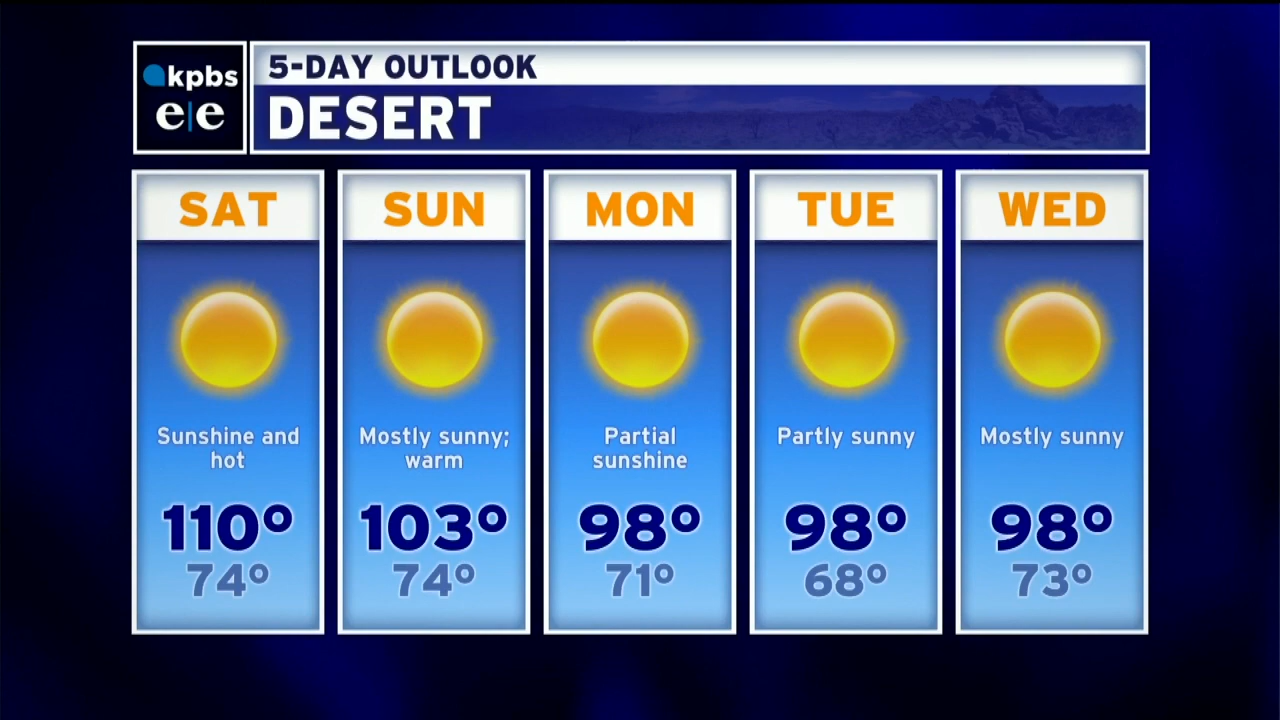 kpbs
e|e
5-DAY OUTLOOK
DESERT
SAT
Sunshine and
hot
110°
74°
SUN
Mostly sunny;
warm
103°
74°
MON
Partial
sunshine
98°
71°
TUE
Partly sunny
98°
68°
WED
Mostly sunny
98°
73°